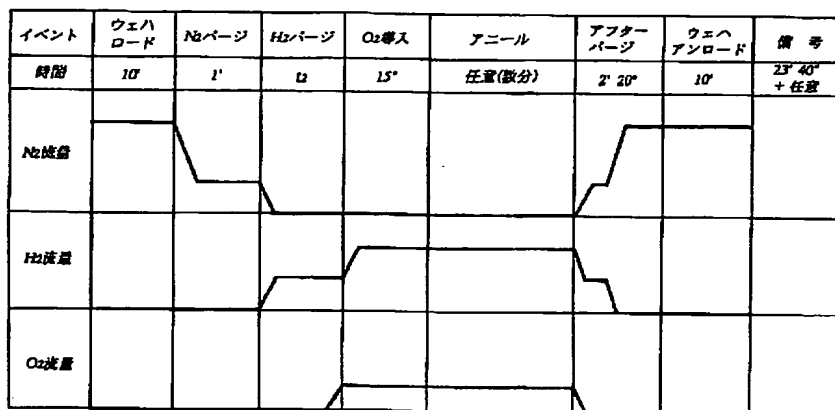 イベント
ウェハ
ロード
N2パージ
H2パージ
O2導入
アニール
アフター
パージ
ウェハ
アンロード
備 考
時間
10'
1'
t2
15"
任意(数分)
2' 20"
10'
23' 40"
+ 任意
N2流量
H2流量
O2流量